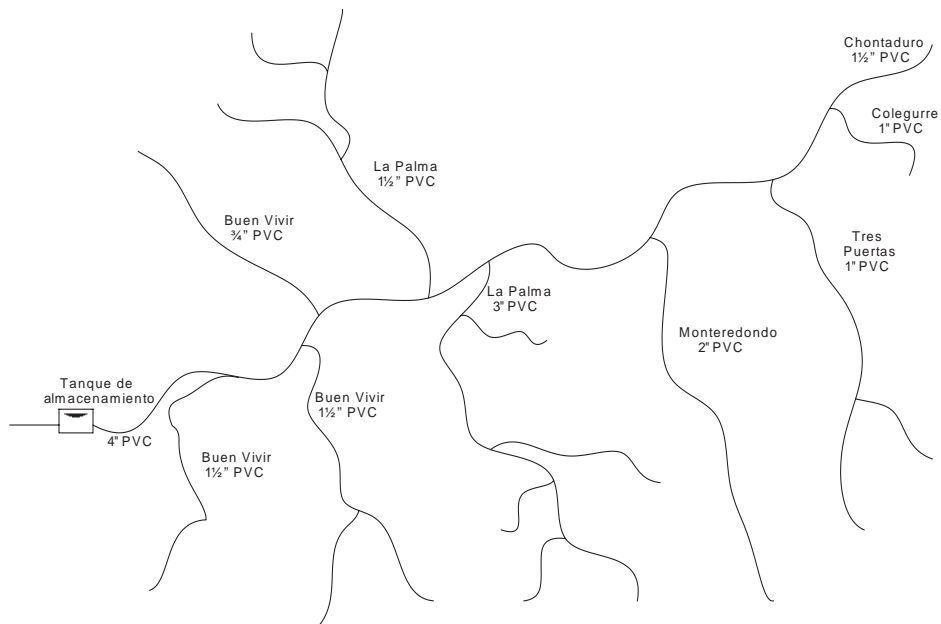 Chontaduro
1½” PVC
Colegurre
1" PVC
La Palma
1½” PVC
Buen Vivir
¾” PVC
Tres
Puertas
1" PVC
La Palma
3" PVC
Monteredondo
2" PVC
Tanque de
almacenamiento
4" PVC
Buen Vivir
1½” PVC
Buen Vivir
1½” PVC